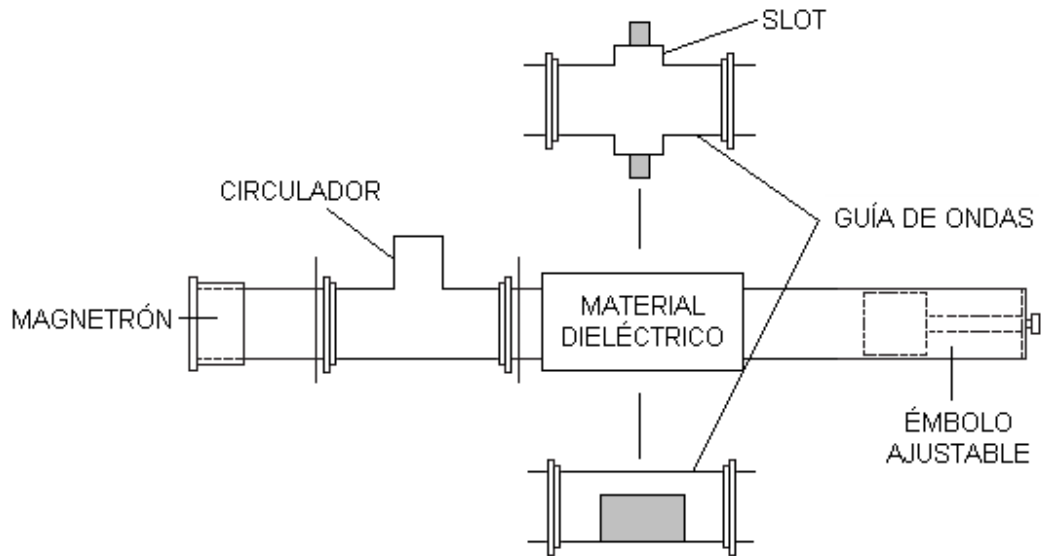 SLOT
CIRCULADOR
GUÍA DE ONDAS
MAGNETRÓN
MATERIAL
DIELÉCTRICO
ÉMBOLO
AJUSTABLE